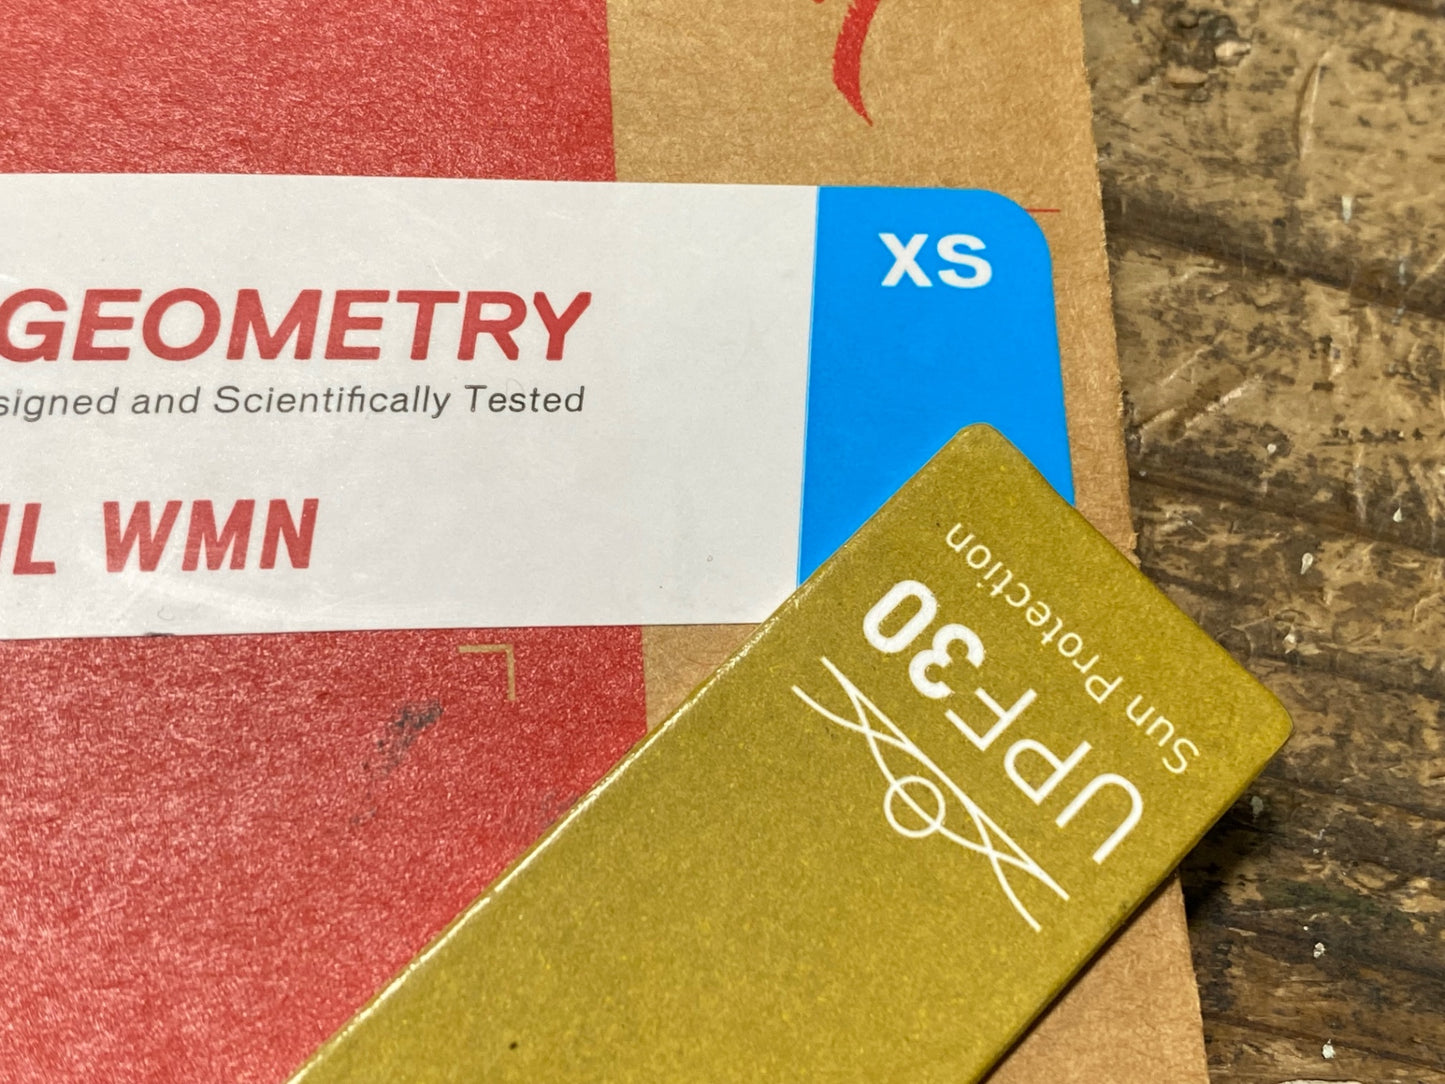 XS
GEOMETRY
signed and Scientifically Tested
IL WMN
Sun Protection
UPF30